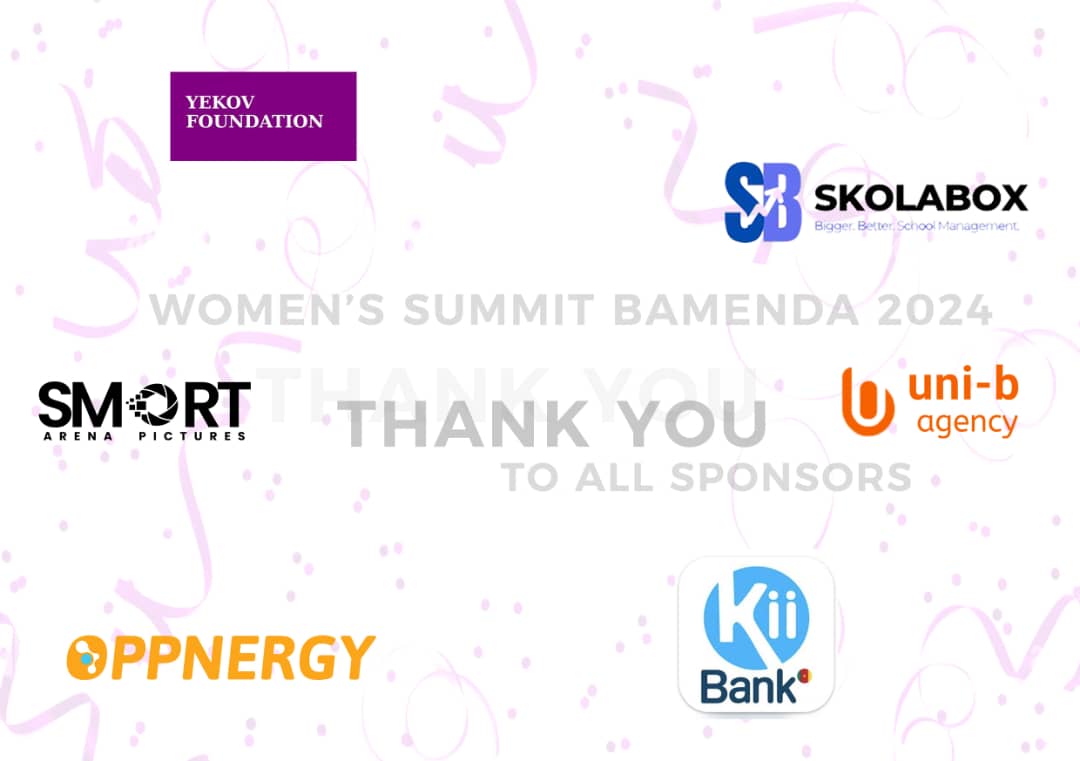 YEKOV
FOUNDATION
SB SKOLABOX
Bigger. Better. School Management.
WOMEN'S SUMMIT BAMENDA 2024
THANK YOU
SMORT
ARENA PICTURES
THANK YOU
uni-b
agency
TO ALL SPONSORS
OPPNERGY
Kii
Bank